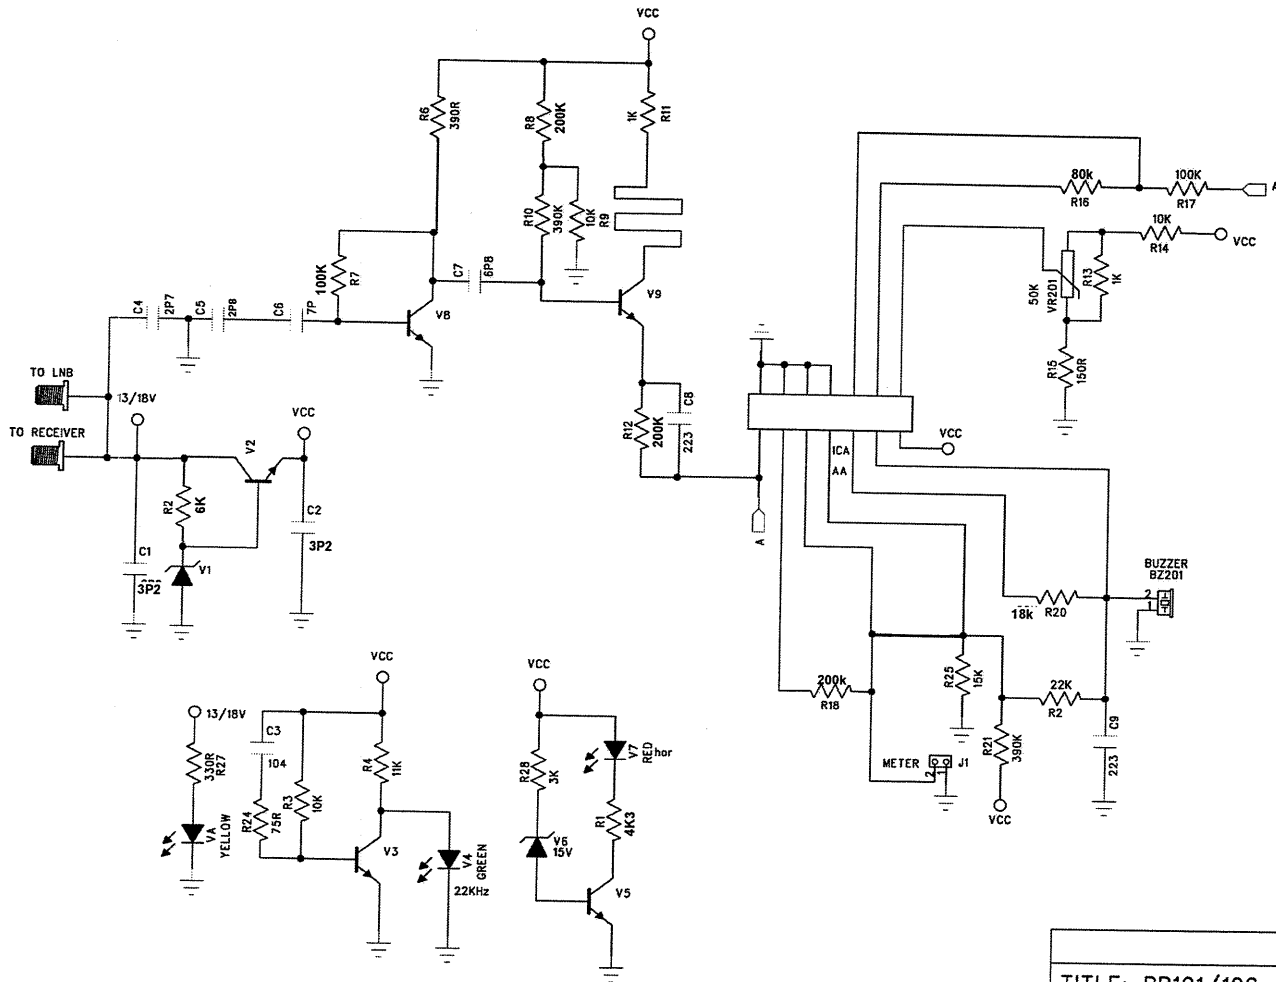 VCC
R6
390R
R8
200K
1K
R11
R10
390K
10K
R9
80k
R16
100K
R17
A
10K
R14
VCC
50K
VR201
R13
1K
R15
150R
C4
2P7
C5
2P8
C6
7P
100K
R7
C7
6P8
V8
V9
TO LNB
13/18V
TO RECEIVER
VCC
V2
R2
6K
C1
3P2
V1
C2
3P2
R12
200K
C8
223
A
ICA
AA
VCC
BUZZER
BZ201
2
1
18k
R20
200k
R18
R25
15K
22K
R2
R21
390K
VCC
C9
223
METER
2
1
J1
13/18V
330R
R27
VA
YELLOW
VCC
C3
104
R24
75R
R3
10K
R4
11K
V3
V4
GREEN
22KHz
VCC
R28
3K
V6
15V
V7
RED
hor
R1
4K3
V5